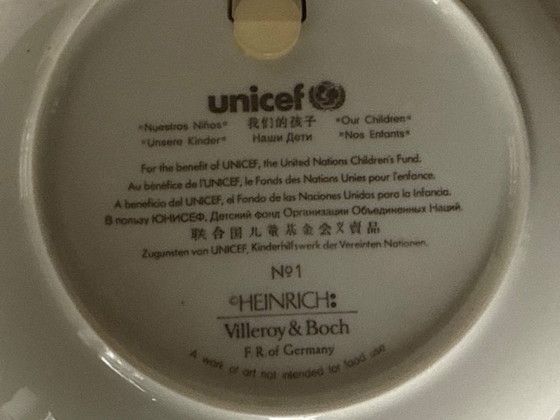 unicef
"Nuestros Niños" 我们的孩子 "Our Children"
"Unsere Kinder" Наши Дети "Nos Enfants"
For the benefit of UNICEF, the United Nations Children's Fund.
Au bénéfice de l'UNICEF, le Fonds des Nations Unies pour l'enfance.
A beneficio del UNICEF, el Fondo de las Naciones Unidas para la Infancia.
В пользу ЮНИСЕФ, Детский фонд Организации Объединенных Наций.
联合国儿童基金会义卖品
Zugunsten von UNICEF, Kinderhilfswerk der Vereinten Nationen.
Nº1
©HEINRICH:
Villeroy & Boch
F. R. of Germany
A work of art not intended for food use